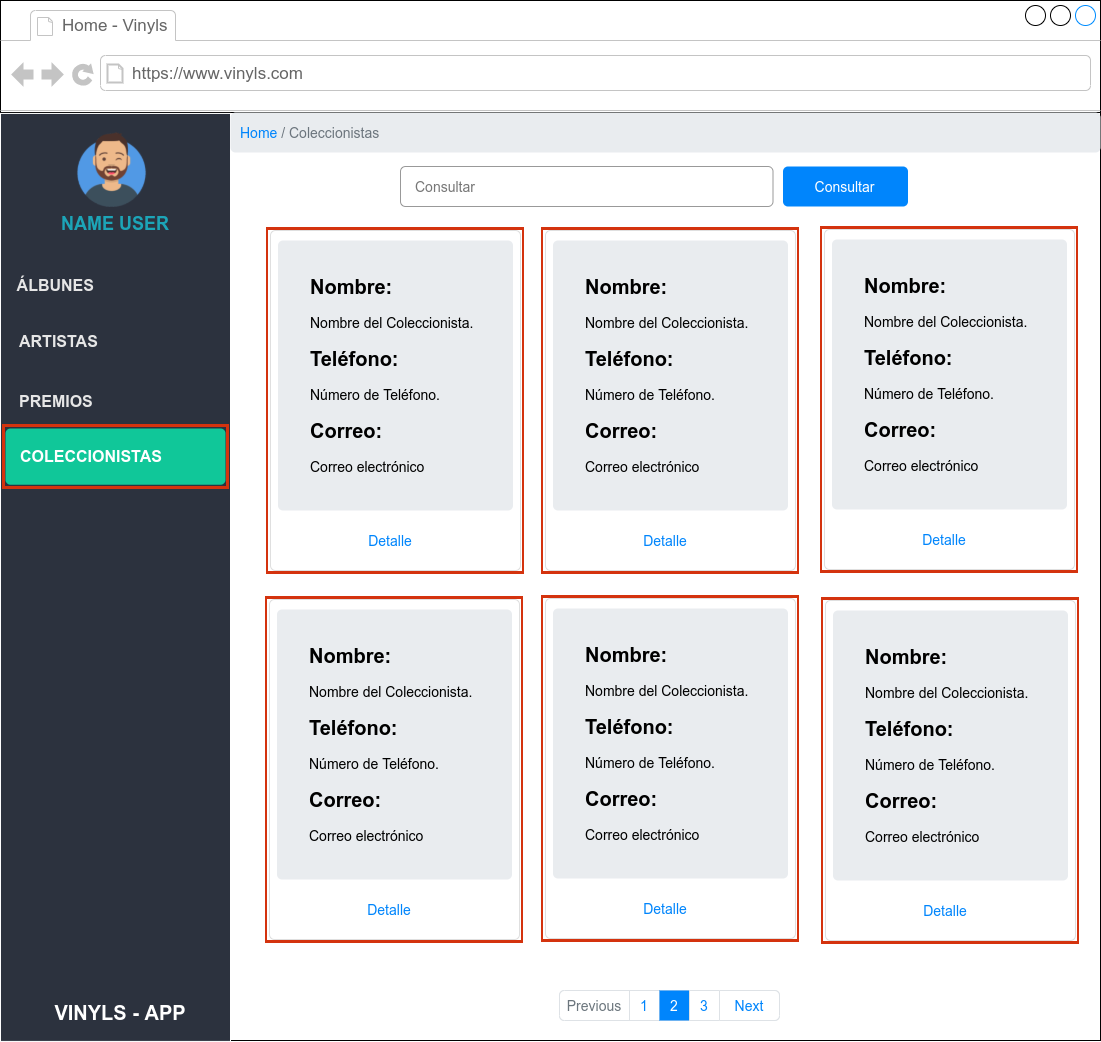 Home - Vinyls
https://www.vinyls.com
NAME USER
ÁLBUNES
ARTISTAS
PREMIOS
COLECCIONISTAS
VINYLS - APP
Home / Coleccionistas
Consultar
Consultar
Nombre:
Nombre del Coleccionista.
Teléfono:
Número de Teléfono.
Correo:
Correo electrónico
Detalle
Nombre:
Nombre del Coleccionista.
Teléfono:
Número de Teléfono.
Correo:
Correo electrónico
Detalle
Nombre:
Nombre del Coleccionista.
Teléfono:
Número de Teléfono.
Correo:
Correo electrónico
Detalle
Nombre:
Nombre del Coleccionista.
Teléfono:
Número de Teléfono.
Correo:
Correo electrónico
Detalle
Nombre:
Nombre del Coleccionista.
Teléfono:
Número de Teléfono.
Correo:
Correo electrónico
Detalle
Nombre:
Nombre del Coleccionista.
Teléfono:
Número de Teléfono.
Correo:
Correo electrónico
Detalle
Previous 1 2 3 Next